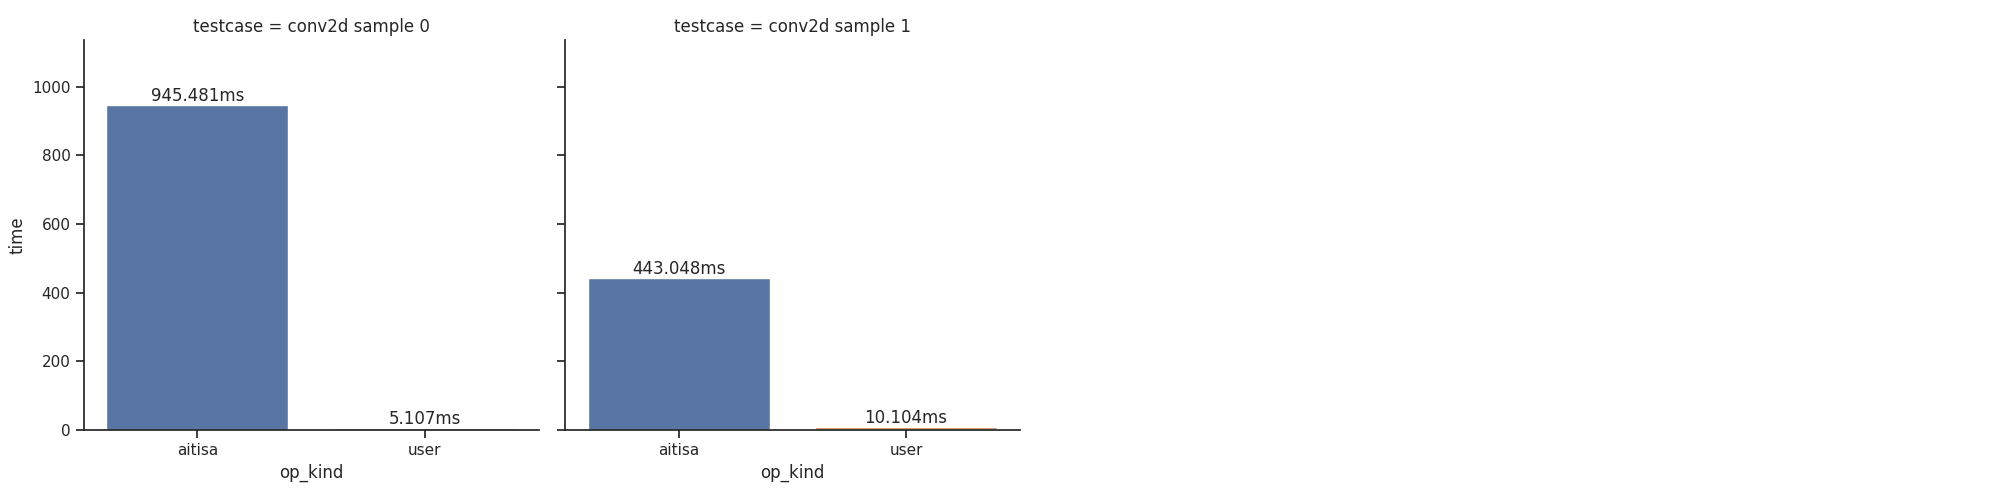 testcase = conv2d sample 0
time
1000
800
600
400
200
0
945.481ms
5.107ms
aitisa
user
op_kind
testcase = conv2d sample 1
443.048ms
10.104ms
aitisa
user
op_kind